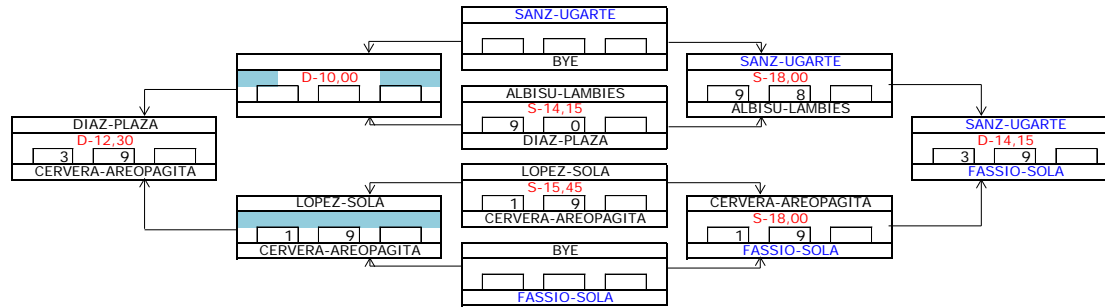 SANZ-UGARTE
BYE
D-10,00
SANZ-UGARTE
S-18,00
9 8
ALBISU-LAMBIES
ALBISU-LAMBIES
S-14,15
9 0
DIAZ-PLAZA
DIAZ-PLAZA
D-12,30
3 9
CERVERA-AREOPAGITA
SANZ-UGARTE
D-14,15
3 9
FASSIO-SOLA
LOPEZ-SOLA
S-15,45
1 9
CERVERA-AREOPAGITA
LOPEZ-SOLA
1 9
CERVERA-AREOPAGITA
CERVERA-AREOPAGITA
S-18,00
1 9
FASSIO-SOLA
BYE
FASSIO-SOLA